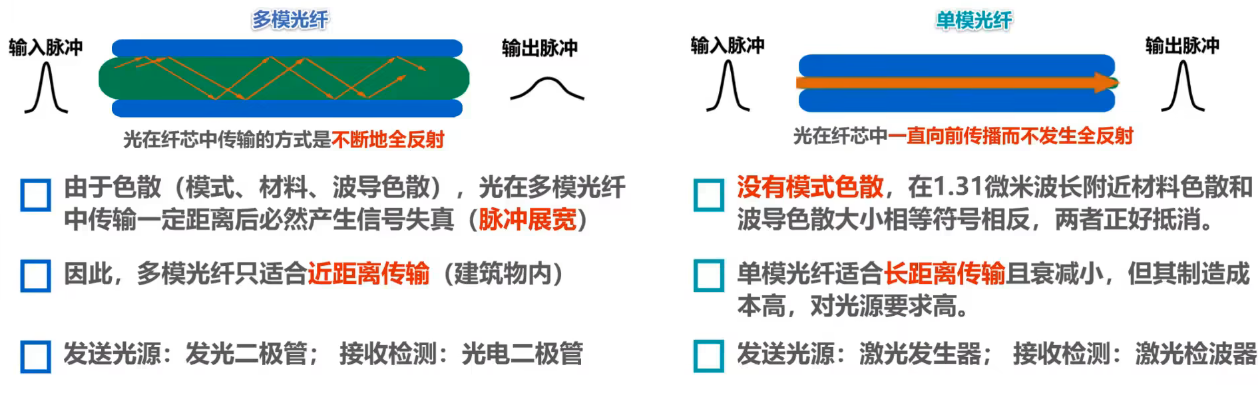 多模光纤
输入脉冲
输出脉冲
光在纤芯中传输的方式是不断地全反射
由于色散（模式、材料、波导色散），光在多模光纤
中传输一定距离后必然产生信号失真（脉冲展宽）
因此，多模光纤只适合近距离传输（建筑物内）
发送光源：发光二极管； 接收检测：光电二极管
单模光纤
输入脉冲
输出脉冲
光在纤芯中一直向前传播而不发生全反射
没有模式色散，在1.31微米波长附近材料色散和
波导色散大小相等符号相反，两者正好抵消。
单模光纤适合长距离传输且衰减小，但其制造成
本高，对光源要求高。
发送光源：激光发生器； 接收检测：激光检波器